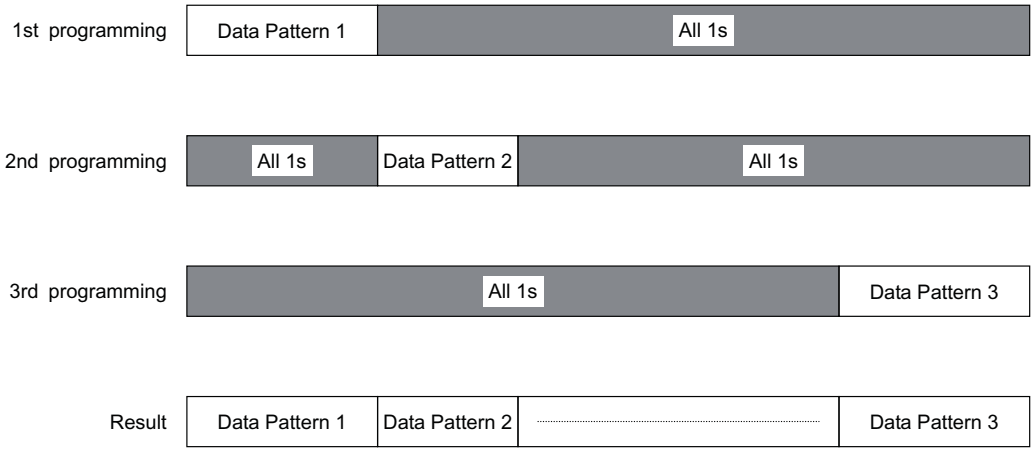 1st programming Data Pattern 1 All 1s
2nd programming All 1s Data Pattern 2 All 1s
3rd programming All 1s Data Pattern 3
Result Data Pattern 1 Data Pattern 2 Data Pattern 3